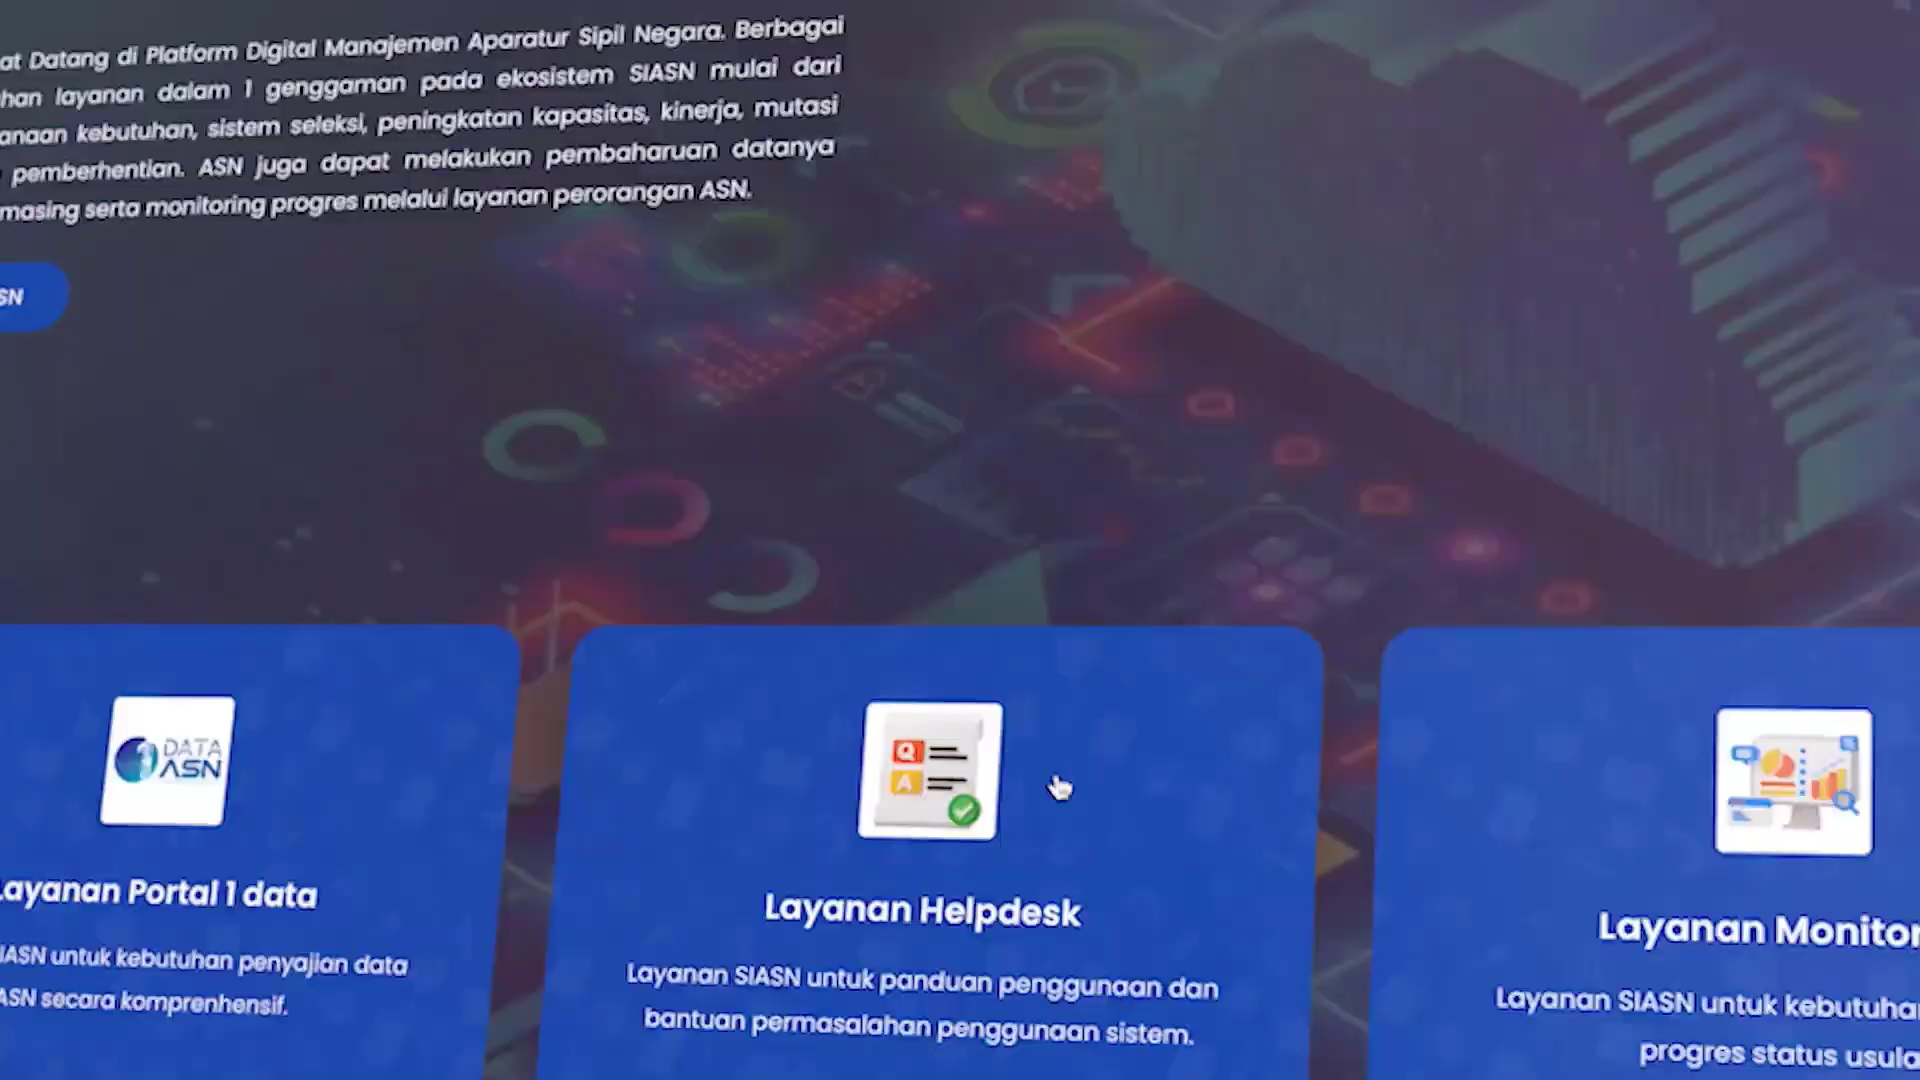 at Datang di Platform Digital Manajemen Aparatur Sipil Negara. Berbagai
han layanan dalam 1 genggaman pada ekosistem SIASN mulai dari
anaan kebutuhan, sistem seleksi, peningkatan kapasitas, kinerja, mutasi
pemberhentian. ASN juga dapat melakukan pembaharuan datanya
masing serta monitoring progres melalui layanan perorangan ASN.
SN
DATA
ASN
Layanan Portal 1 data
IASN untuk kebutuhan penyajian data
ASN secara komprenhensif.
Q
A
Layanan Helpdesk
Layanan SIASN untuk panduan penggunaan dan
bantuan permasalahan penggunaan sistem.
Layanan Monitor
Layanan SIASN untuk kebutuha
progres status usula